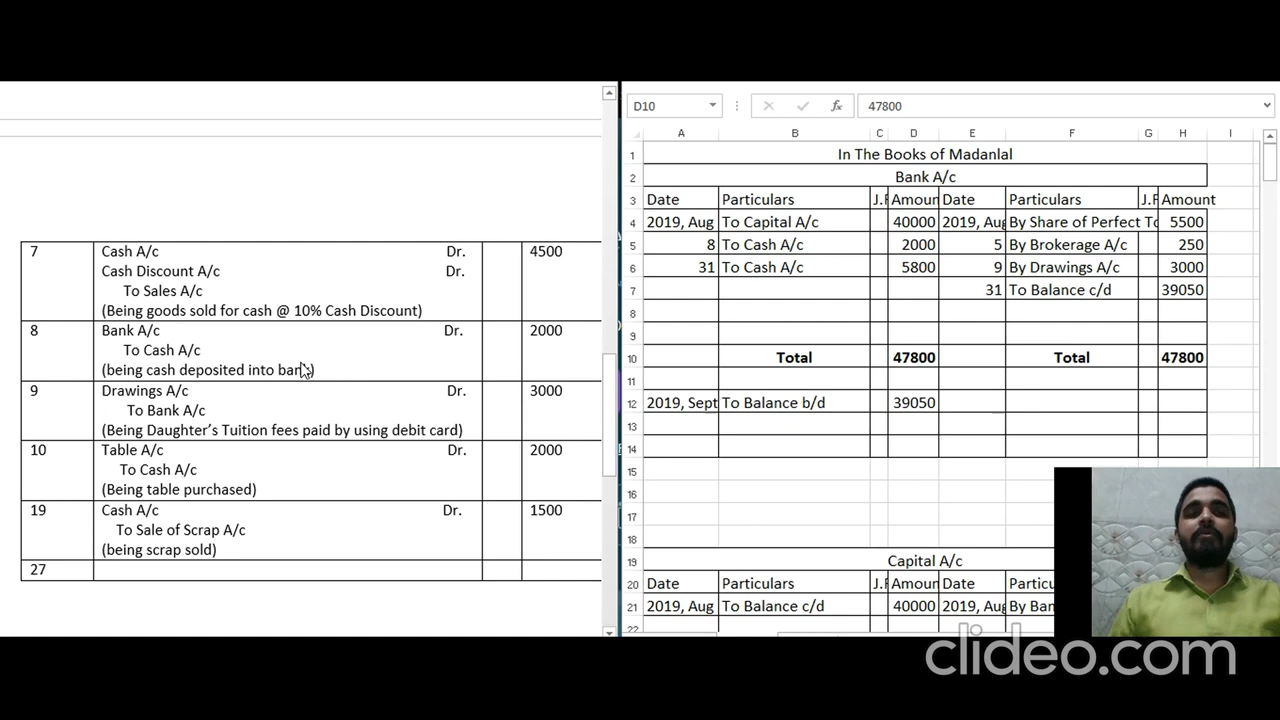 7 Cash A/c Dr. 4500
Cash Discount A/c Dr.
To Sales A/c
(Being goods sold for cash @ 10% Cash Discount)
8 Bank A/c Dr. 2000
To Cash A/c
(being cash deposited into bank)
9 Drawings A/c Dr. 3000
To Bank A/c
(Being Daughter's Tuition fees paid by using debit card)
10 Table A/c Dr. 2000
To Cash A/c
(Being table purchased)
19 Cash A/c Dr. 1500
To Sale of Scrap A/c
(being scrap sold)
27
D10 fx 47800
A B C D E F G H I
1 In The Books of Madanlal
2 Bank A/c
3 Date Particulars J.F Amoun Date Particulars J.F Amount
4 2019, Aug To Capital A/c 40000 2019, Aug By Share of Perfect To 5500
5 8 To Cash A/c 2000 5 By Brokerage A/c 250
6 31 To Cash A/c 5800 9 By Drawings A/c 3000
7 31 To Balance c/d 39050
8
9
10 Total 47800 Total 47800
11
12 2019, Sept To Balance b/d 39050
13
14
15
16
17
18
19 Capital A/c
20 Date Particulars J.F Amoun Date Particu
21 2019, Aug To Balance c/d 40000 2019, Aug By Ban
22
clideo.com